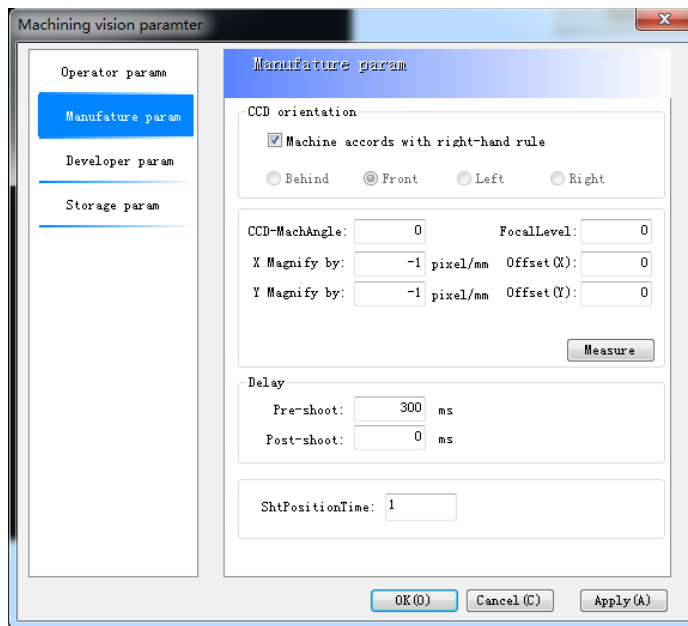 Machining vision paramter
Operator paramn
Manufature param
Developer param
Storage param
Manufature param
CCD orientation
Machine accords with right-hand rule
Behind Front Left Right
CCD-MachAngle: 0 FocalLevel: 0
X Magnify by: -1 pixel/mm Offset(X): 0
Y Magnify by: -1 pixel/mm Offset(Y): 0
Measure
Delay
Pre-shoot: 300 ms
Post-shoot: 0 ms
ShtPositionTime: 1
OK(O) Cancel(C) Apply(A)